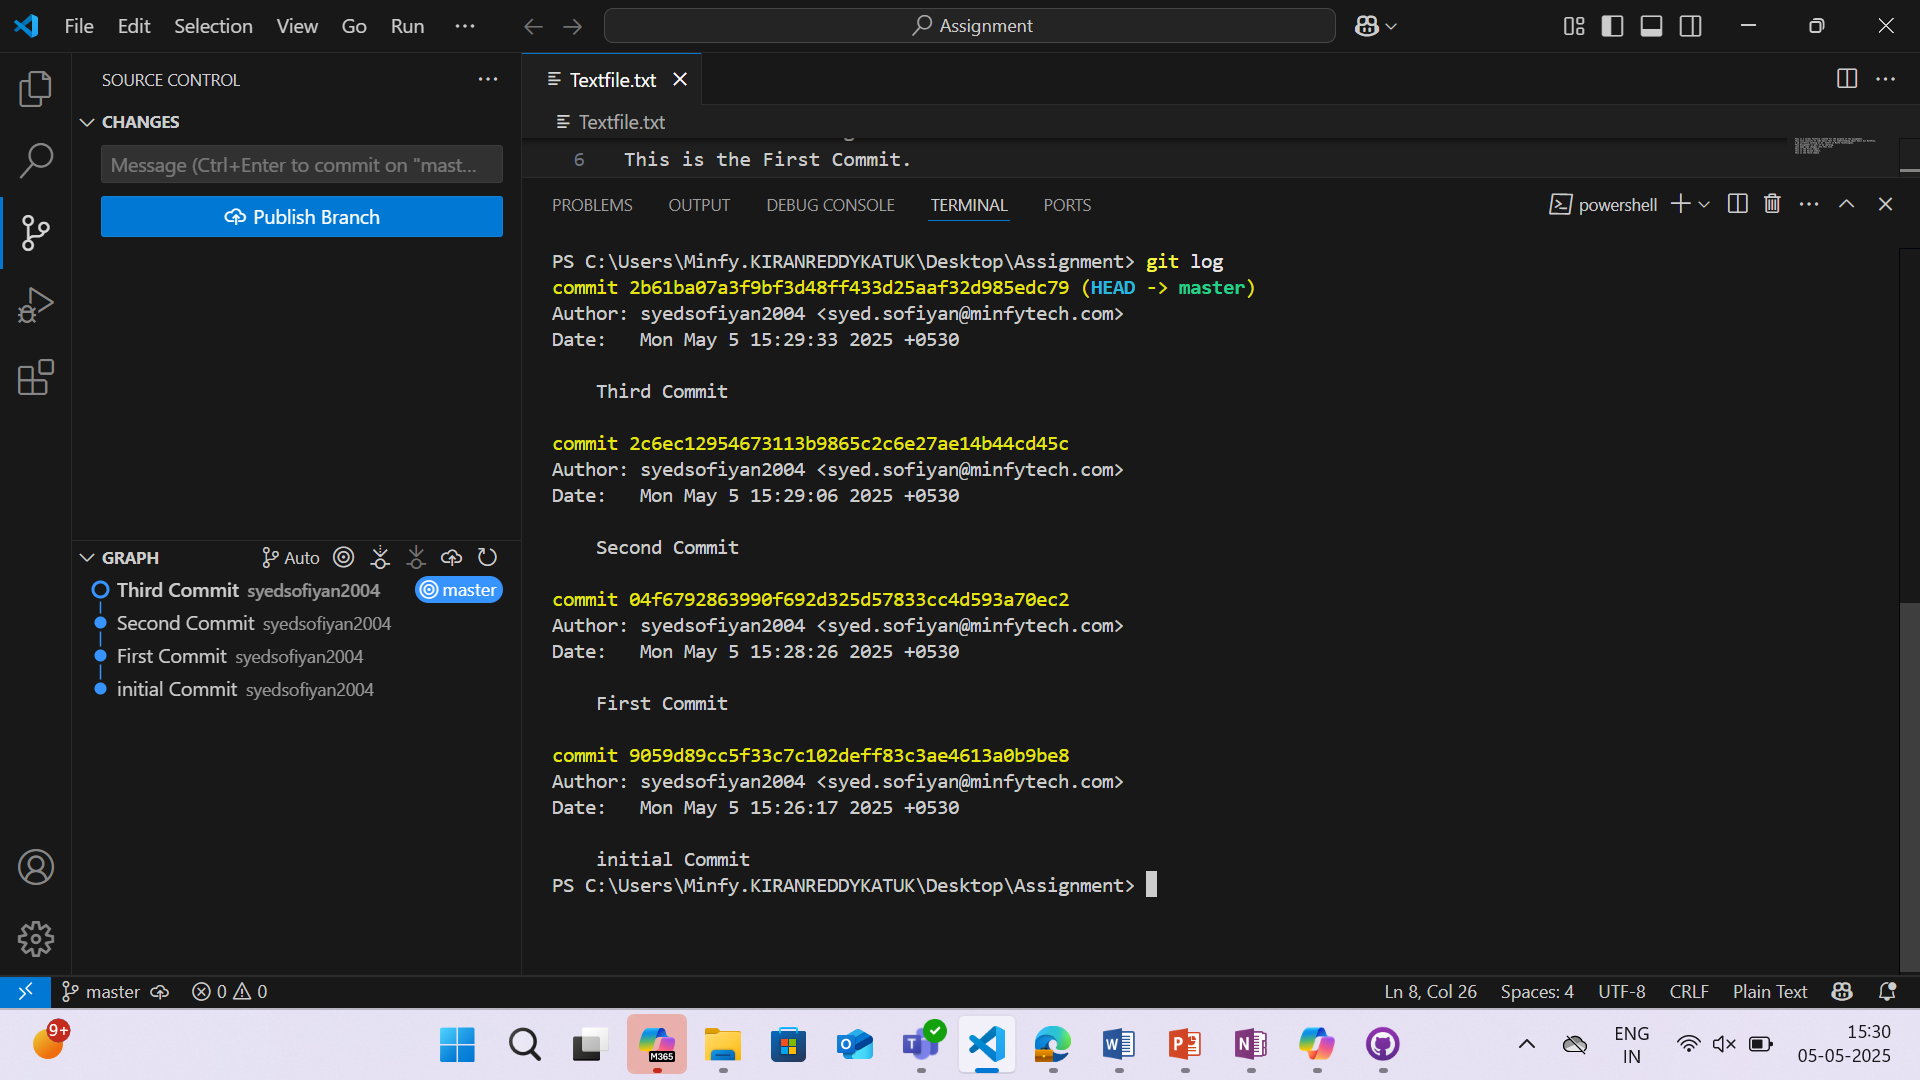 File Edit Selection View Go Run
Assignment
SOURCE CONTROL
CHANGES
Message (Ctrl+Enter to commit on "mast...
Publish Branch
GRAPH
Auto
Third Commit syedsofiyan2004 master
Second Commit syedsofiyan2004
First Commit syedsofiyan2004
initial Commit syedsofiyan2004
Textfile.txt
Textfile.txt
6 This is the First Commit.
PROBLEMS OUTPUT DEBUG CONSOLE TERMINAL PORTS
powershell
PS C:\Users\Minfy.KIRANREDDYKATUK\Desktop\Assignment> git log
commit 2b61ba07a3f9bf3d48ff433d25aaf32d985edc79 (HEAD -> master)
Author: syedsofiyan2004 <syed.sofiyan@minfytech.com>
Date:   Mon May 5 15:29:33 2025 +0530
Third Commit
commit 2c6ec12954673113b9865c2c6e27ae14b44cd45c
Author: syedsofiyan2004 <syed.sofiyan@minfytech.com>
Date:   Mon May 5 15:29:06 2025 +0530
Second Commit
commit 04f6792863990f692d325d57833cc4d593a70ec2
Author: syedsofiyan2004 <syed.sofiyan@minfytech.com>
Date:   Mon May 5 15:28:26 2025 +0530
First Commit
commit 9059d89cc5f33c7c102deff83c3ae4613a0b9be8
Author: syedsofiyan2004 <syed.sofiyan@minfytech.com>
Date:   Mon May 5 15:26:17 2025 +0530
initial Commit
PS C:\Users\Minfy.KIRANREDDYKATUK\Desktop\Assignment>
master 0 0
Ln 8, Col 26 Spaces: 4 UTF-8 CRLF Plain Text
9+
M365
ENG
IN
15:30
05-05-2025